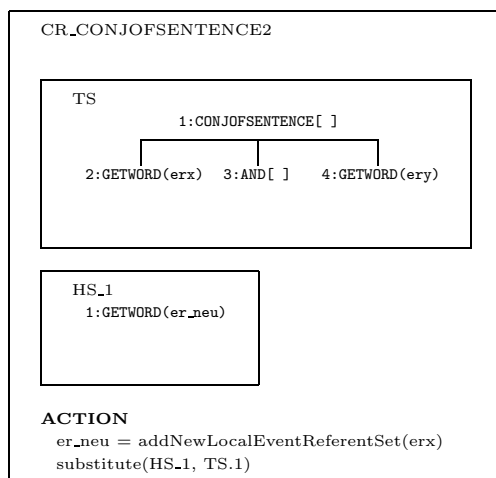 CR_CONJOFSENTENCE2
TS
1:CONJOFSENTENCE[ ]
2:GETWORD(erx) 3:AND[ ] 4:GETWORD(ery)
HS_1
1:GETWORD(er_neu)
ACTION
er_neu = addNewLocalEventReferentSet(erx)
substitute(HS_1, TS.1)